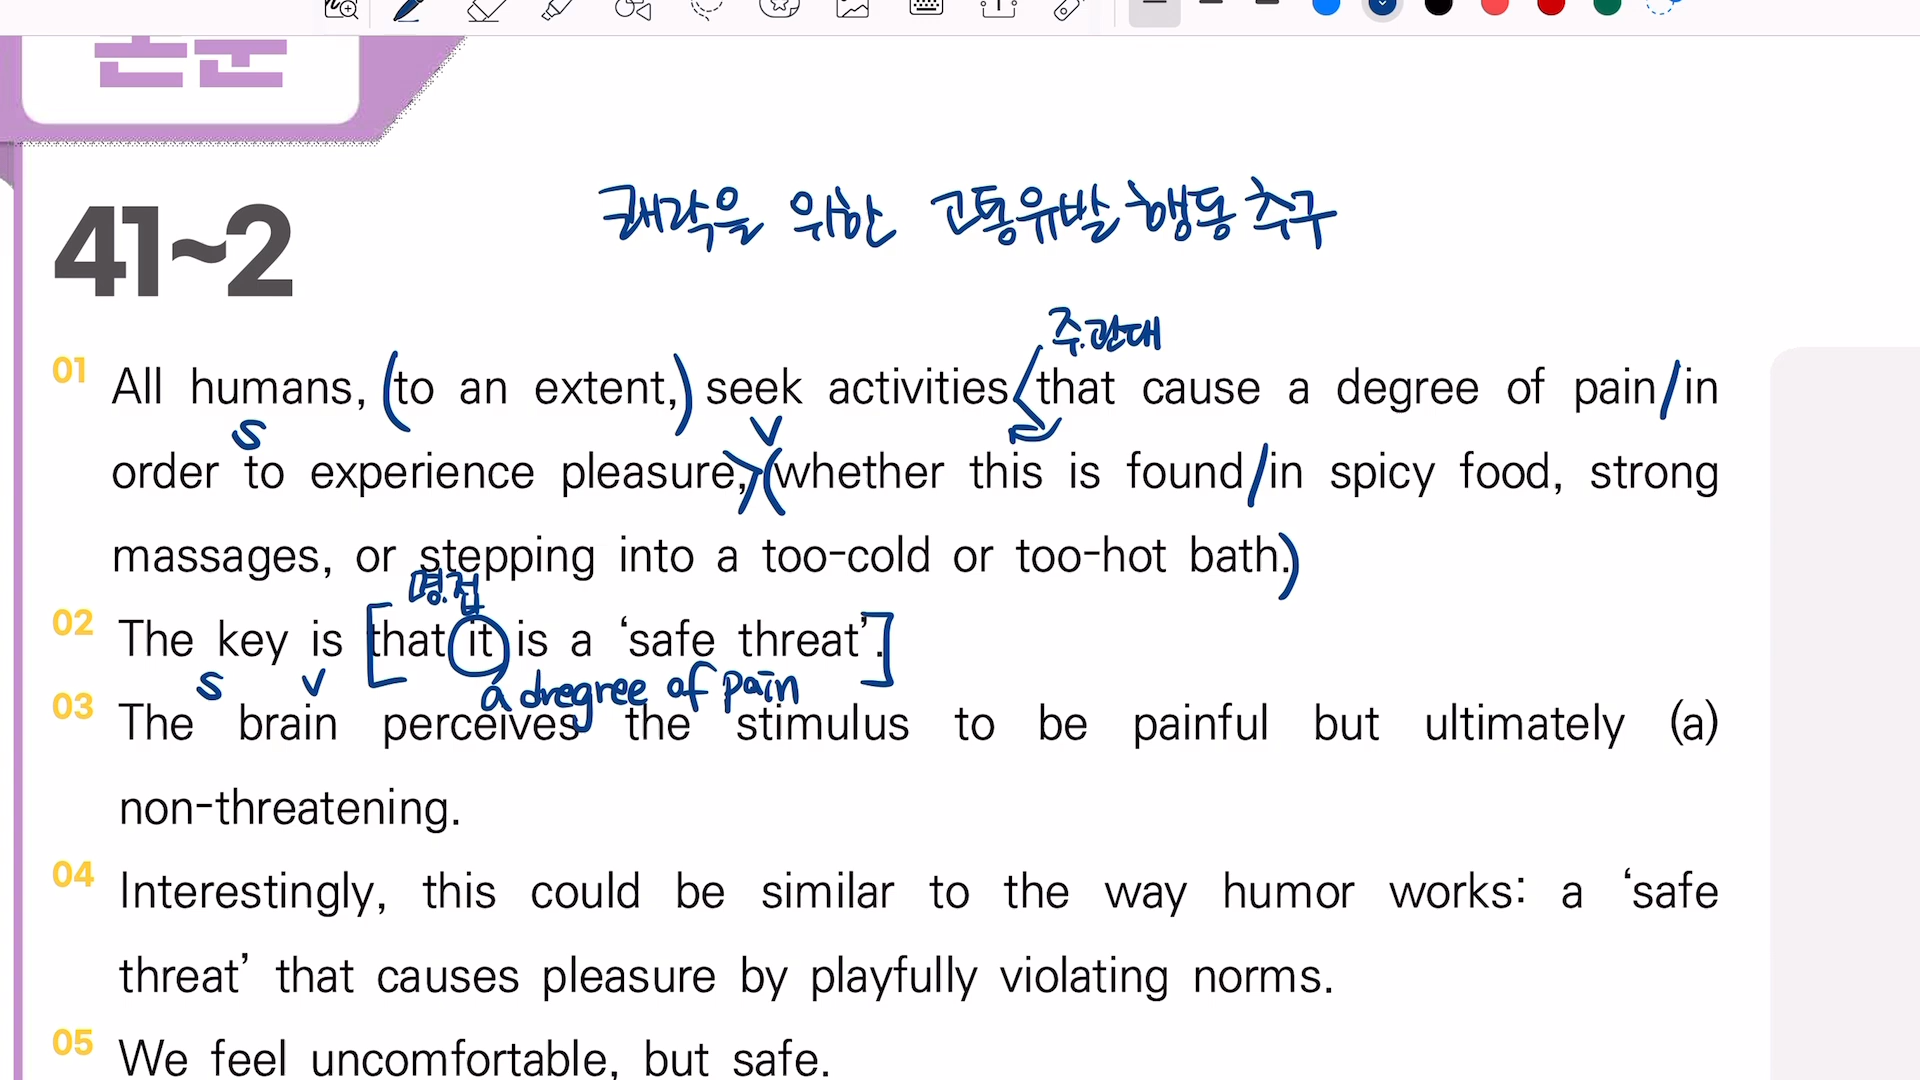 본문
41~2
쾌락을 위한 고통유발 행동 추구
주.관대
01 All humans, (to an extent,) seek activities that cause a degree of pain / in
S V
order to experience pleasure, (whether this is found / in spicy food, strong
massages, or stepping into a too-cold or too-hot bath.)
명.접
02 The key is [that it is a ‘safe threat’.]
S V a dregree of pain
03 The brain perceives the stimulus to be painful but ultimately (a)
non-threatening.
04 Interestingly, this could be similar to the way humor works: a ‘safe
threat’ that causes pleasure by playfully violating norms.
05 We feel uncomfortable, but safe.